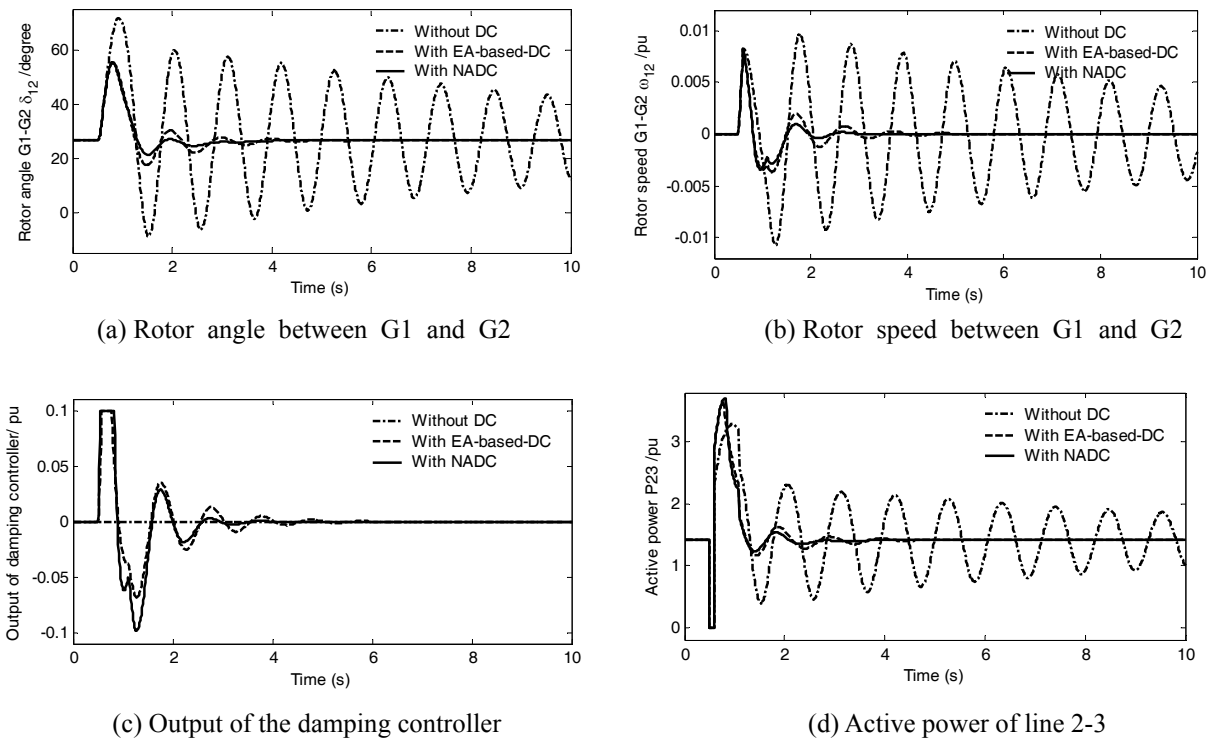 Rotor angle G1-G2 δ12 /degree
60
40
20
0
0 2 4 6 8 10
Time (s)
Without DC
With EA-based-DC
With NADC
(a) Rotor angle between G1 and G2
Rotor speed G1-G2 ω12 /pu
0.01
0.005
0
-0.005
-0.01
0 2 4 6 8 10
Time (s)
Without DC
With EA-based-DC
With NADC
(b) Rotor speed between G1 and G2
Output of damping controller/ pu
0.1
0.05
0
-0.05
-0.1
0 2 4 6 8 10
Time (s)
Without DC
With EA-based-DC
With NADC
(c) Output of the damping controller
Active power P23 /pu
3
2
1
0
0 2 4 6 8 10
Time (s)
Without DC
With EA-based-DC
With NADC
(d) Active power of line 2-3